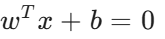 $w^T x + b = 0$